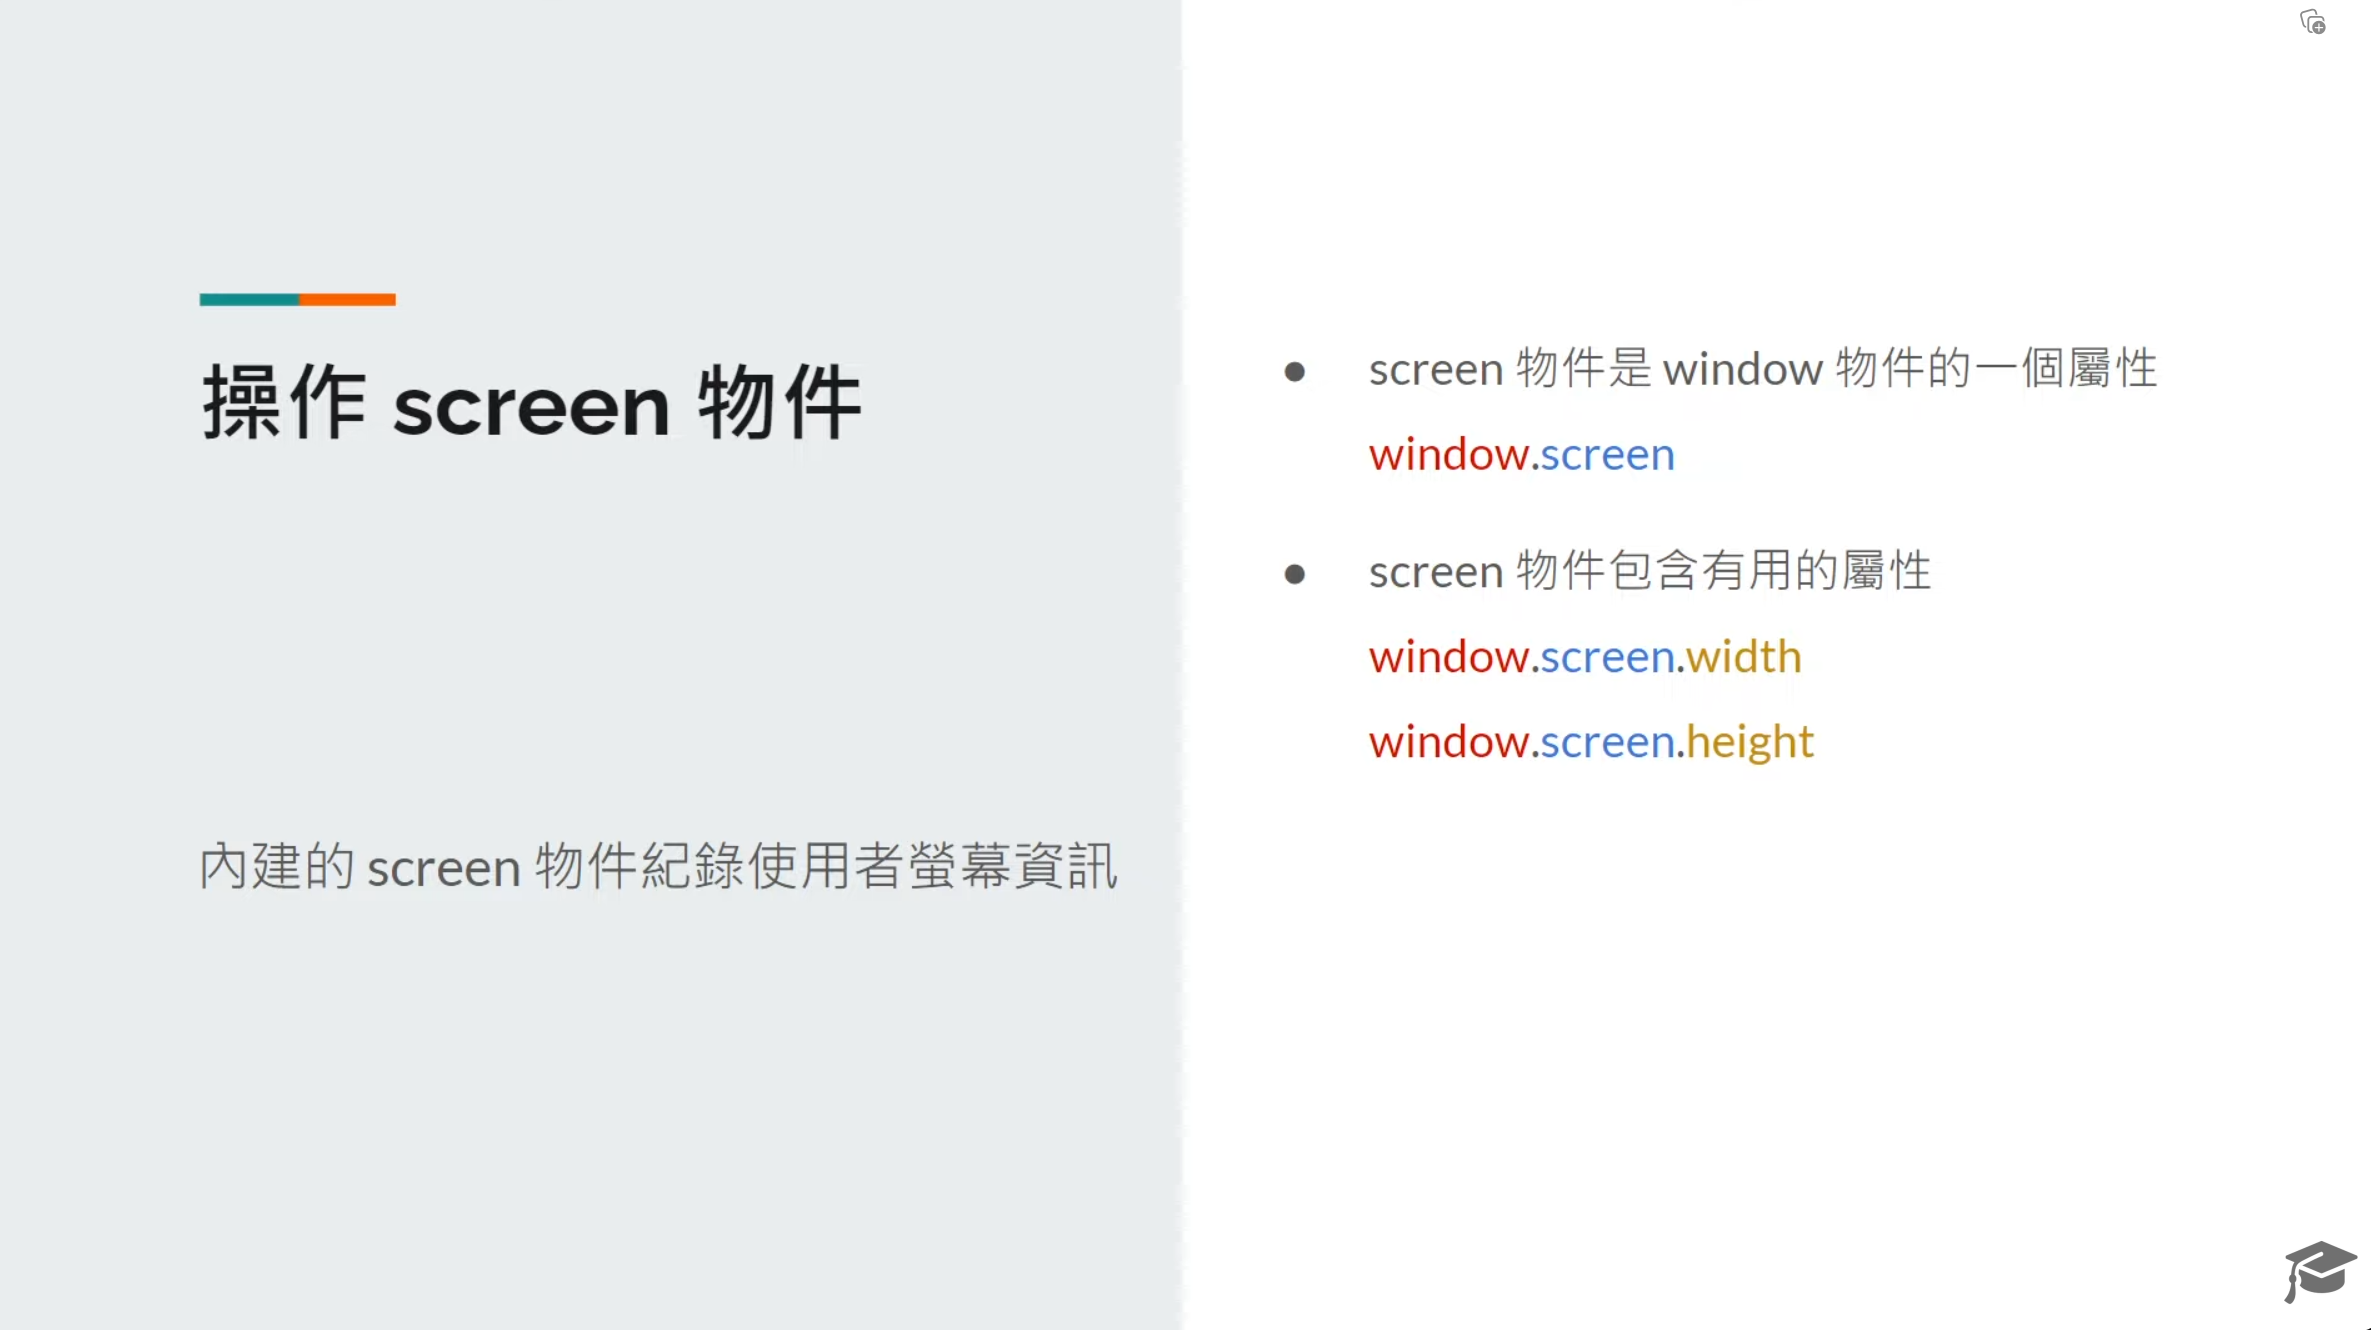 操作 screen 物件
內建的 screen 物件紀錄使用者螢幕資訊
● screen 物件是 window 物件的一個屬性
window.screen
● screen 物件包含有用的屬性
window.screen.width
window.screen.height